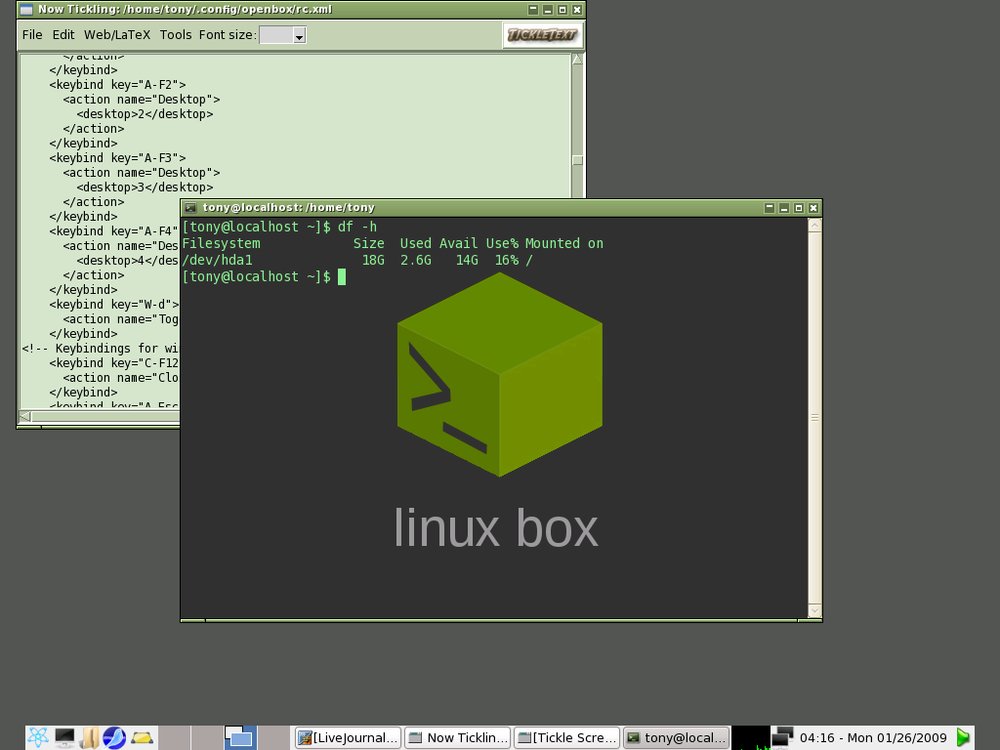 Now Tickling: /home/tony/.config/openbox/rc.xml
File Edit Web/LaTeX Tools Font size:
TICKLETEXT
</action>
</keybind>
<keybind key="A-F2">
<action name="Desktop">
<desktop>2</desktop>
</action>
</keybind>
<keybind key="A-F3">
<action name="Desktop">
<desktop>3</desktop>
</action>
</keybind>
<keybind key="A-F4"
<action name="Des
<desktop>4</des
</action>
</keybind>
<keybind key="W-d">
<action name="Tog
</keybind>
<!-- Keybindings for wi
<keybind key="C-F12
<action name="Clo
</keybind>
<keybind key="A-Esc
tony@localhost: /home/tony
[tony@localhost ~]$ df -h
Filesystem Size Used Avail Use% Mounted on
/dev/hda1 18G 2.6G 14G 16% /
[tony@localhost ~]$
linux box
[LiveJournal... Now Ticklin... [Tickle Scre... tony@local... 04:16 - Mon 01/26/2009